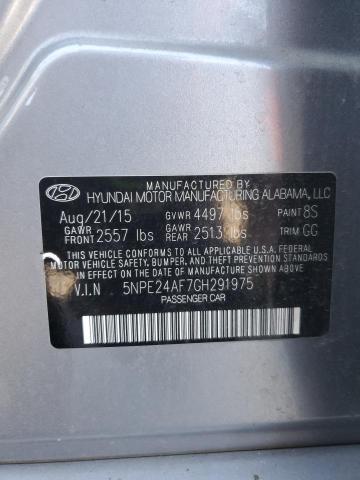 MANUFACTURED BY
HYUNDAI MOTOR MANUFACTURING ALABAMA, LLC
Aug/21/15 GVWR 4497 lbs PAINT 8S
GAWR FRONT 2557 lbs GAWR REAR 2513 lbs TRIM GG
THIS VEHICLE CONFORMS TO ALL APPLICABLE U.S.A. FEDERAL
MOTOR VEHICLE SAFETY, BUMPER, AND THEFT PREVENTION
STANDARDS IN EFFECT ON THE DATE OF MANUFACTURE SHOWN ABOVE.
V.I.N 5NPE24AF7GH291975
PASSENGER CAR